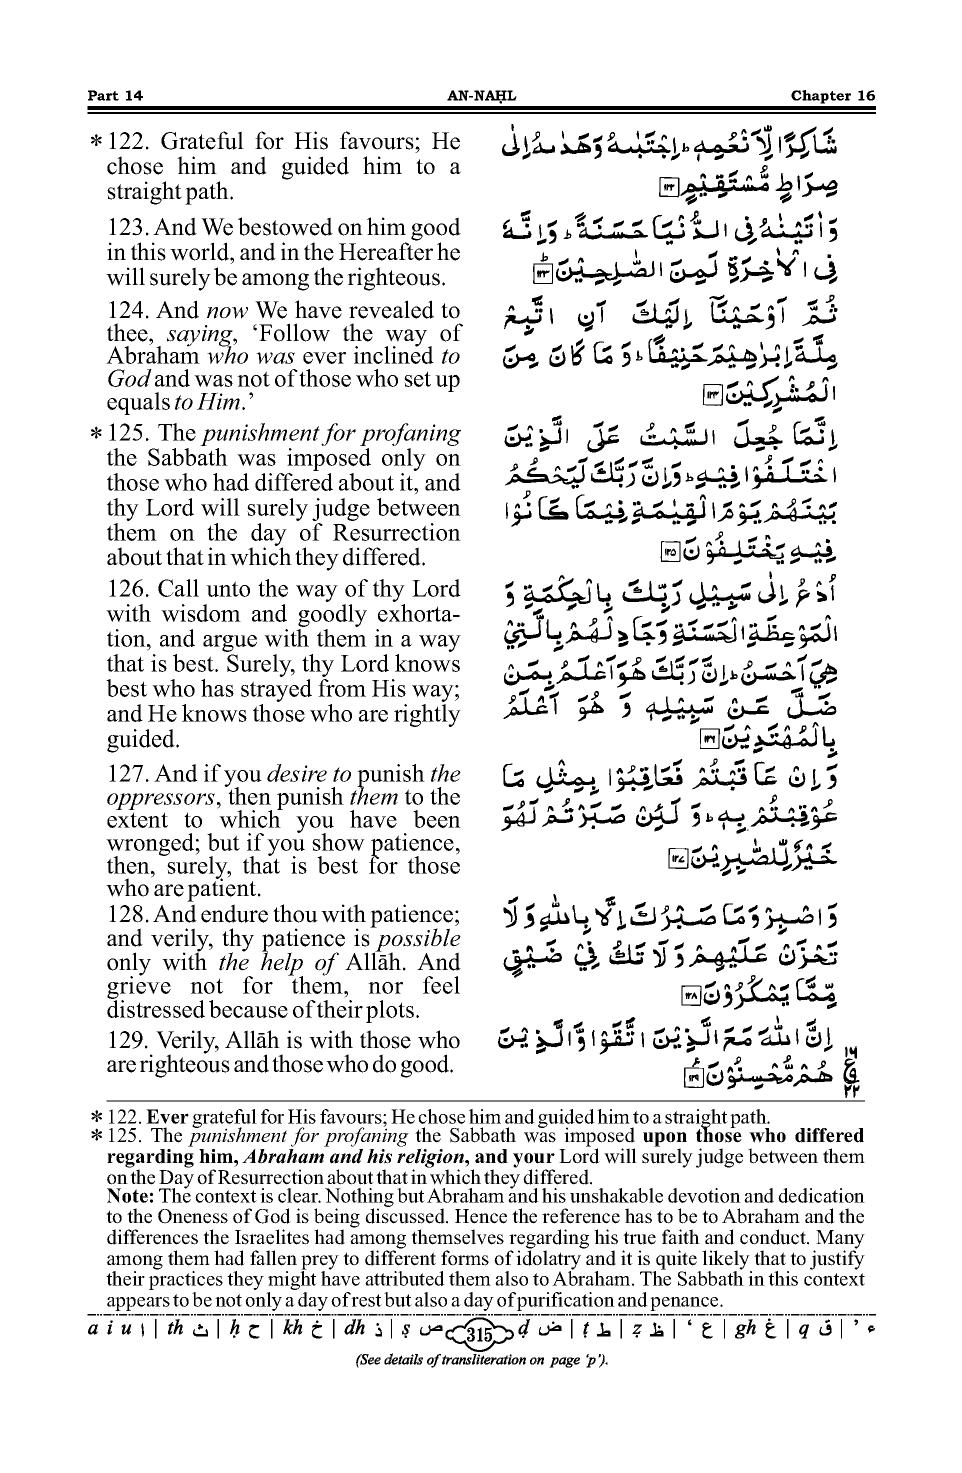 Part 14 AN-NAḤL Chapter 16
* 122. Grateful for His favours; He
chose him and guided him to a
straight path.
شَاكِرًا لِّاَنْعُمِهٖ ؕ اِجْتَبٰىهُ وَهَدٰىهُ اِلٰى
صِرَاطٍ مُّسْتَقِيْمٍ ﴿۱۲۲﴾
123. And We bestowed on him good
in this world, and in the Hereafter he
will surely be among the righteous.
وَاٰتَيْنٰهُ فِى الدُّنْيَا حَسَنَةً ؕ وَاِنَّهٗ
فِى الْاٰخِرَةِ لَمِنَ الصّٰلِحِيْنَ ﴿۱۲۳﴾
124. And now We have revealed to
thee, saying, ‘Follow the way of
Abraham who was ever inclined to
God and was not of those who set up
equals to Him.’
ثُمَّ اَوْحَيْنَاۤ اِلَيْكَ اَنِ اتَّبِعْ
مِلَّةَ اِبْرٰهِيْمَ حَنِيْفًا ؕ وَ مَا كَانَ مِنَ
الْمُشْرِكِيْنَ ﴿۱۲۴﴾
* 125. The punishment for profaning
the Sabbath was imposed only on
those who had differed about it, and
thy Lord will surely judge between
them on the day of Resurrection
about that in which they differed.
اِنَّمَا جُعِلَ السَّبْتُ عَلَى الَّذِيْنَ
اخْتَلَفُوْا فِيْهِ ؕ وَاِنَّ رَبَّكَ لَيَحْكُمُ
بَيْنَهُمْ يَوْمَ الْقِيٰمَةِ فِيْمَا كَانُوْا
فِيْهِ يَخْتَلِفُوْنَ ﴿۱۲۵﴾
126. Call unto the way of thy Lord
with wisdom and goodly exhorta-
tion, and argue with them in a way
that is best. Surely, thy Lord knows
best who has strayed from His way;
and He knows those who are rightly
guided.
اُدْعُ اِلٰى سَبِيْلِ رَبِّكَ بِالْحِكْمَةِ وَ
الْمَوْعِظَةِ الْحَسَنَةِ وَجَادِلْهُمْ بِالَّتِيْ
هِيَ اَحْسَنُ ؕ اِنَّ رَبَّكَ هُوَ اَعْلَمُ بِمَنْ
ضَلَّ عَنْ سَبِيْلِهٖ وَ هُوَ اَعْلَمُ
بِالْمُهْتَدِيْنَ ﴿۱۲۶﴾
127. And if you desire to punish the
oppressors, then punish them to the
extent to which you have been
wronged; but if you show patience,
then, surely, that is best for those
who are patient.
وَ اِنْ عَاقَبْتُمْ فَعَاقِبُوْا بِمِثْلِ مَا
عُوْقِبْتُمْ بِهٖ ؕ وَ لَئِنْ صَبَرْتُمْ لَهُوَ
خَيْرٌ لِّلصّٰبِرِيْنَ ﴿۱۲۷﴾
128. And endure thou with patience;
and verily, thy patience is possible
only with the help of Allāh. And
grieve not for them, nor feel
distressed because of their plots.
وَ اصْبِرْ وَمَا صَبْرُكَ اِلَّا بِاللّٰهِ وَ لَا
تَحْزَنْ عَلَيْهِمْ وَ لَا تَكُ فِيْ ضَيْقٍ
مِّمَّا يَمْكُرُوْنَ ﴿۱۲۸﴾
129. Verily, Allāh is with those who
are righteous and those who do good.
اِنَّ اللّٰهَ مَعَ الَّذِيْنَ اتَّقَوْا وَّالَّذِيْنَ
هُمْ مُّحْسِنُوْنَ ﴿۱۲۹﴾
۱۶
ع
۲۲
* 122. Ever grateful for His favours; He chose him and guided him to a straight path.
* 125. The punishment for profaning the Sabbath was imposed upon those who differed
regarding him, Abraham and his religion, and your Lord will surely judge between them
on the Day of Resurrection about that in which they differed.
Note: The context is clear. Nothing but Abraham and his unshakable devotion and dedication
to the Oneness of God is being discussed. Hence the reference has to be to Abraham and the
differences the Israelites had among themselves regarding his true faith and conduct. Many
among them had fallen prey to different forms of idolatry and it is quite likely that to justify
their practices they might have attributed them also to Abraham. The Sabbath in this context
appears to be not only a day of rest but also a day of purification and penance.
a i u ا | th ث | ḥ ح | kh خ | dh ذ | ṣ ص 315 ḍ ض | ṭ ط | ẓ ظ | ‘ ع | gh غ | q ق | ’ ء
(See details of transliteration on page ‘p’).